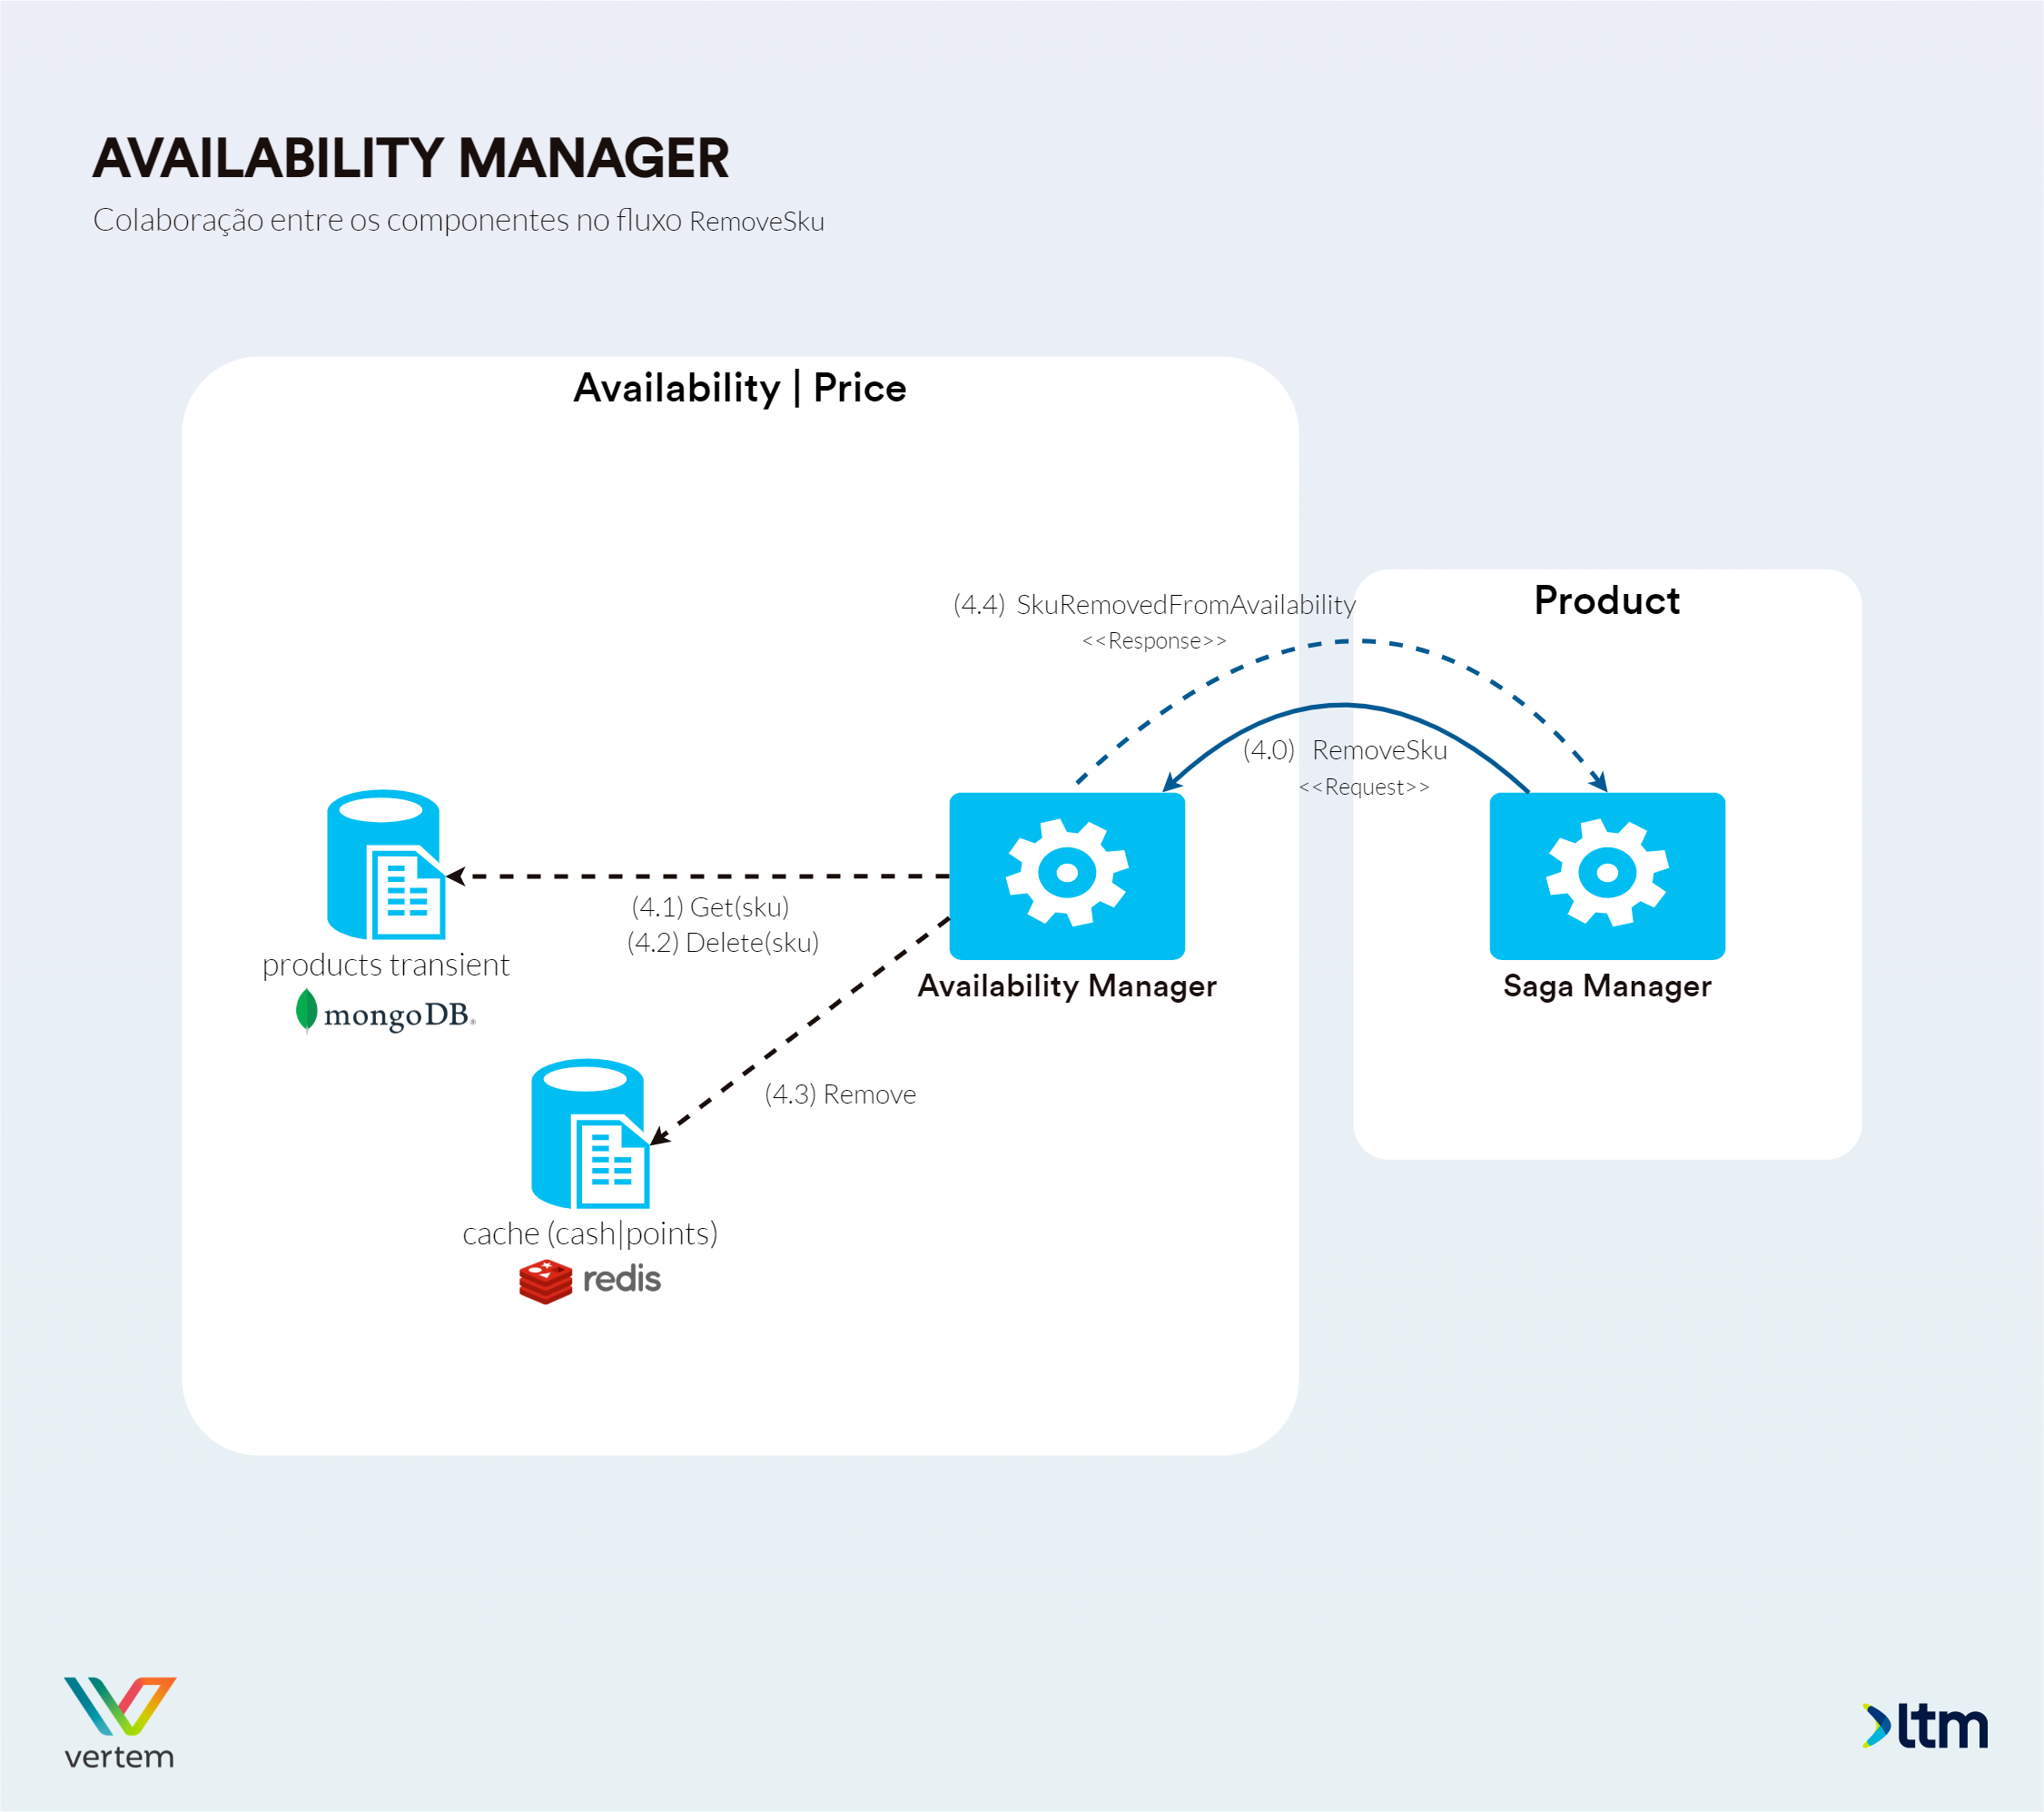 AVAILABILITY MANAGER
Colaboração entre os componentes no fluxo RemoveSku
Availability | Price
Product
(4.4) SkuRemovedFromAvailability
<<Response>>
(4.0) RemoveSku
<<Request>>
(4.1) Get(sku)
(4.2) Delete(sku)
products transient
mongoDB®
Availability Manager
Saga Manager
(4.3) Remove
cache (cash|points)
redis
vertem
ltm